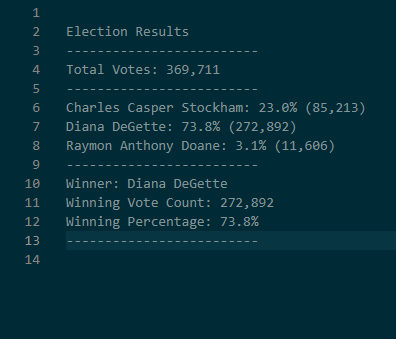 1
2 Election Results
3 -------------------------
4 Total Votes: 369,711
5 -------------------------
6 Charles Casper Stockham: 23.0% (85,213)
7 Diana DeGette: 73.8% (272,892)
8 Raymon Anthony Doane: 3.1% (11,606)
9 -------------------------
10 Winner: Diana DeGette
11 Winning Vote Count: 272,892
12 Winning Percentage: 73.8%
13 -------------------------
14